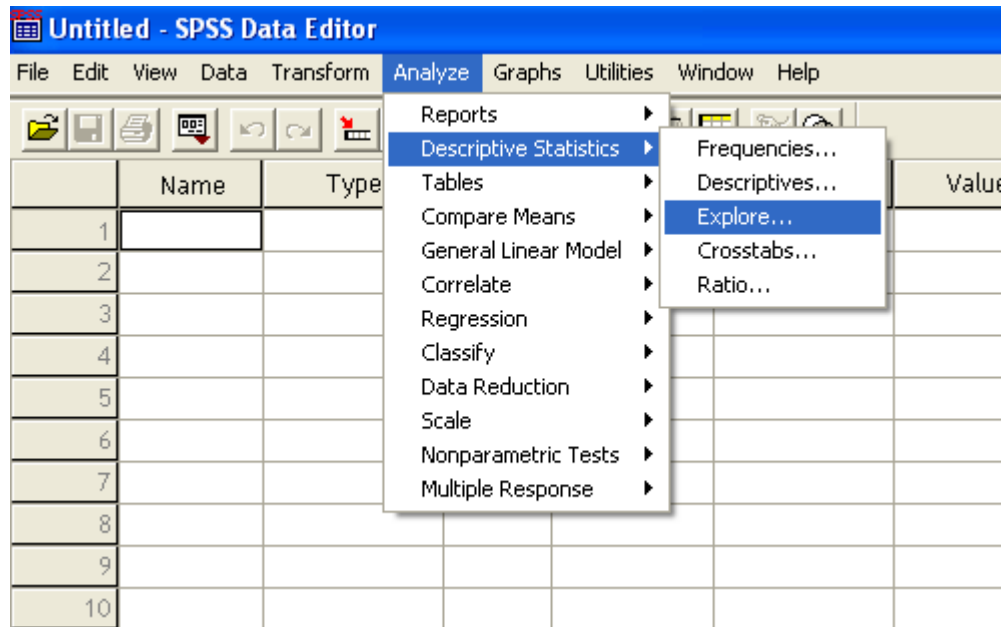 SPSS
Untitled - SPSS Data Editor
File Edit View Data Transform Analyze Graphs Utilities Window Help
Reports
Descriptive Statistics
Tables
Compare Means
General Linear Model
Correlate
Regression
Classify
Data Reduction
Scale
Nonparametric Tests
Multiple Response
Frequencies...
Descriptives...
Explore...
Crosstabs...
Ratio...
Name Type
1
2
3
4
5
6
7
8
9
10